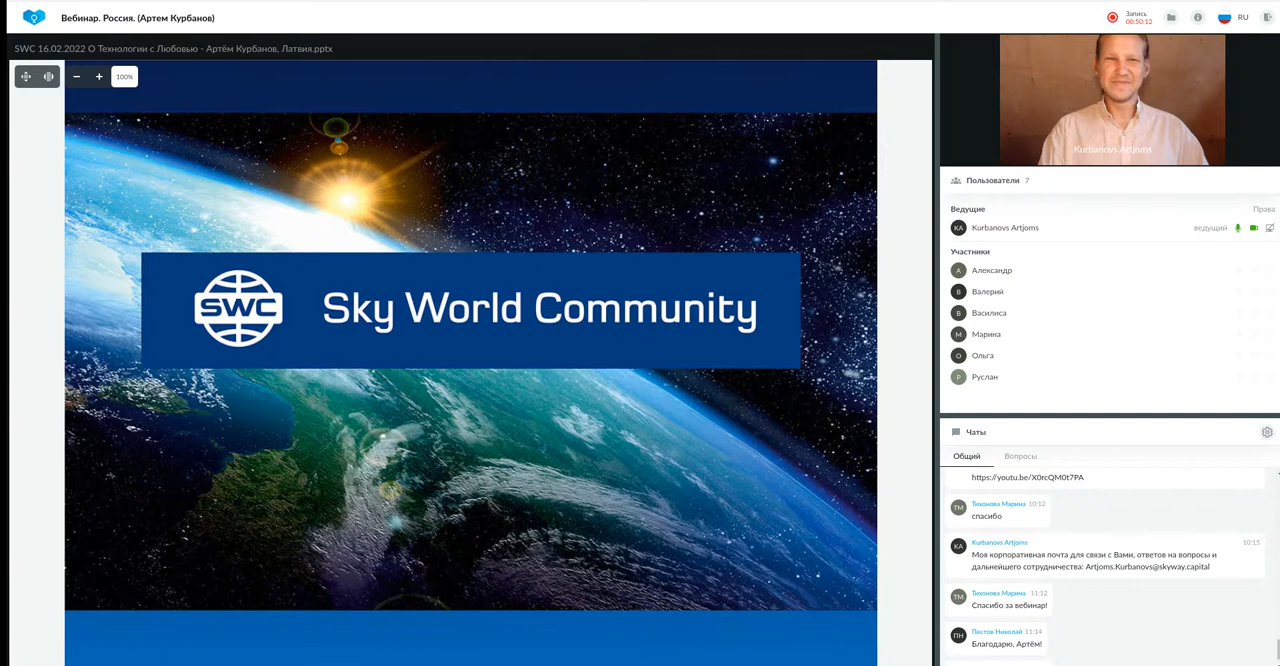 Вебинар. Россия. (Артем Курбанов)
Запись
00:50:12
RU
SWC 16.02.2022 О Технологии с Любовью - Артём Курбанов, Латвия.pptx
100%
SWC Sky World Community
Kurbanovs Artjoms
Пользователи 7
Ведущие Права
KA Kurbanovs Artjoms ведущий
Участники
А Александр
В Валерий
В Василиса
М Марина
О Ольга
Р Руслан
Чаты
Общий Вопросы
https://youtu.be/X0rcQM0t7PA
ТМ Тихонова Марина 10:12
спасибо
KA Kurbanovs Artjoms 10:15
Моя корпоративная почта для связи с Вами, ответов на вопросы и
дальнейшего сотрудничества: Artjoms.Kurbanovs@skyway.capital
ТМ Тихонова Марина 11:12
Спасибо за вебинар!
ПН Пестов Николай 11:14
Благодарю, Артём!